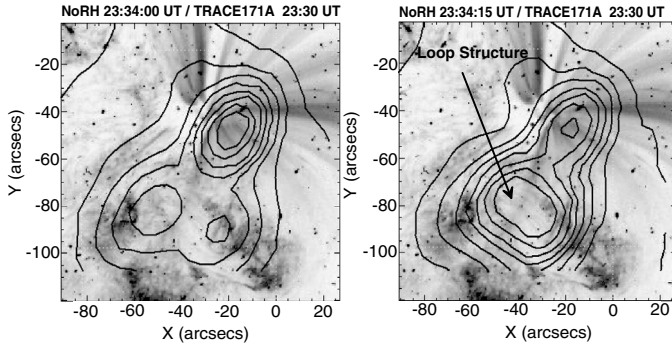 NoRH 23:34:00 UT / TRACE171A 23:30 UT
-20
-40
-60
-80
-100
Y (arcsecs)
-80 -60 -40 -20 0 20
X (arcsecs)
NoRH 23:34:15 UT / TRACE171A 23:30 UT
Loop Structure
-20
-40
-60
-80
-100
Y (arcsecs)
-80 -60 -40 -20 0 20
X (arcsecs)